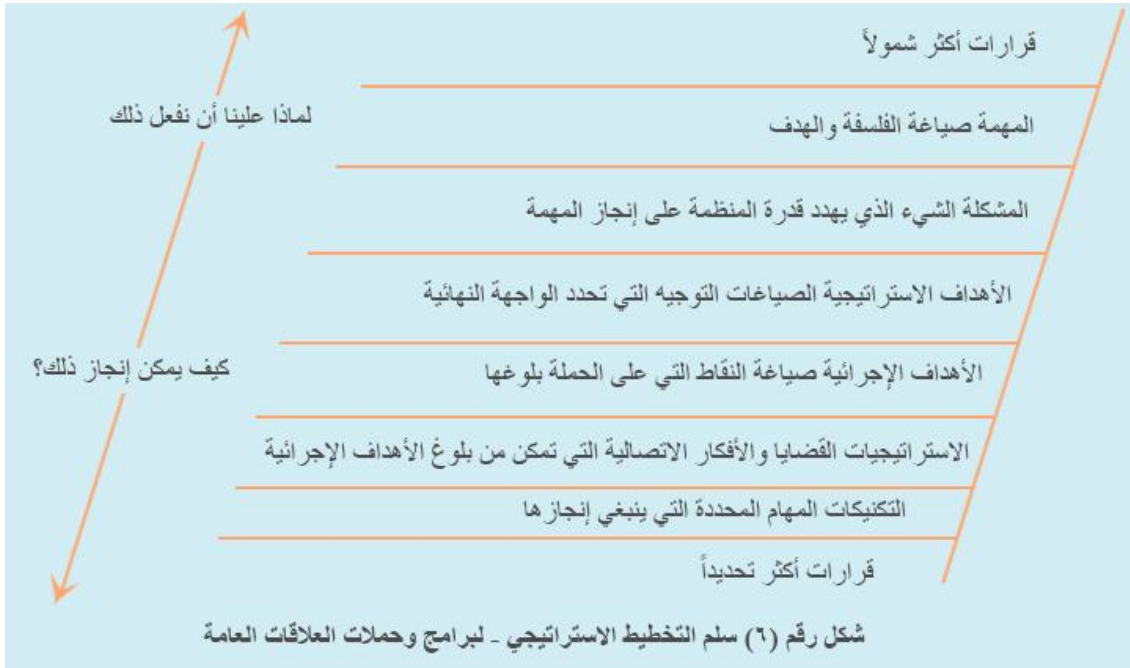 قرارات أكثر شمولاً
لماذا علينا أن نفعل ذلك
المهمة صياغة الفلسفة والهدف
المشكلة الشيء الذي يهدد قدرة المنظمة على إنجاز المهمة
الأهداف الاستراتيجية الصياغات التوجيه التي تحدد الواجهة النهائية
كيف يمكن إنجاز ذلك؟
الأهداف الإجرائية صياغة النقاط التي على الحملة بلوغها
الاستراتيجيات القضايا والأفكار الاتصالية التي تمكن من بلوغ الأهداف الإجرائية
التكنيكات المهام المحددة التي ينبغي إنجازها
قرارات أكثر تحديداً
شكل رقم (٦) سلم التخطيط الاستراتيجي - لبرامج وحملات العلاقات العامة